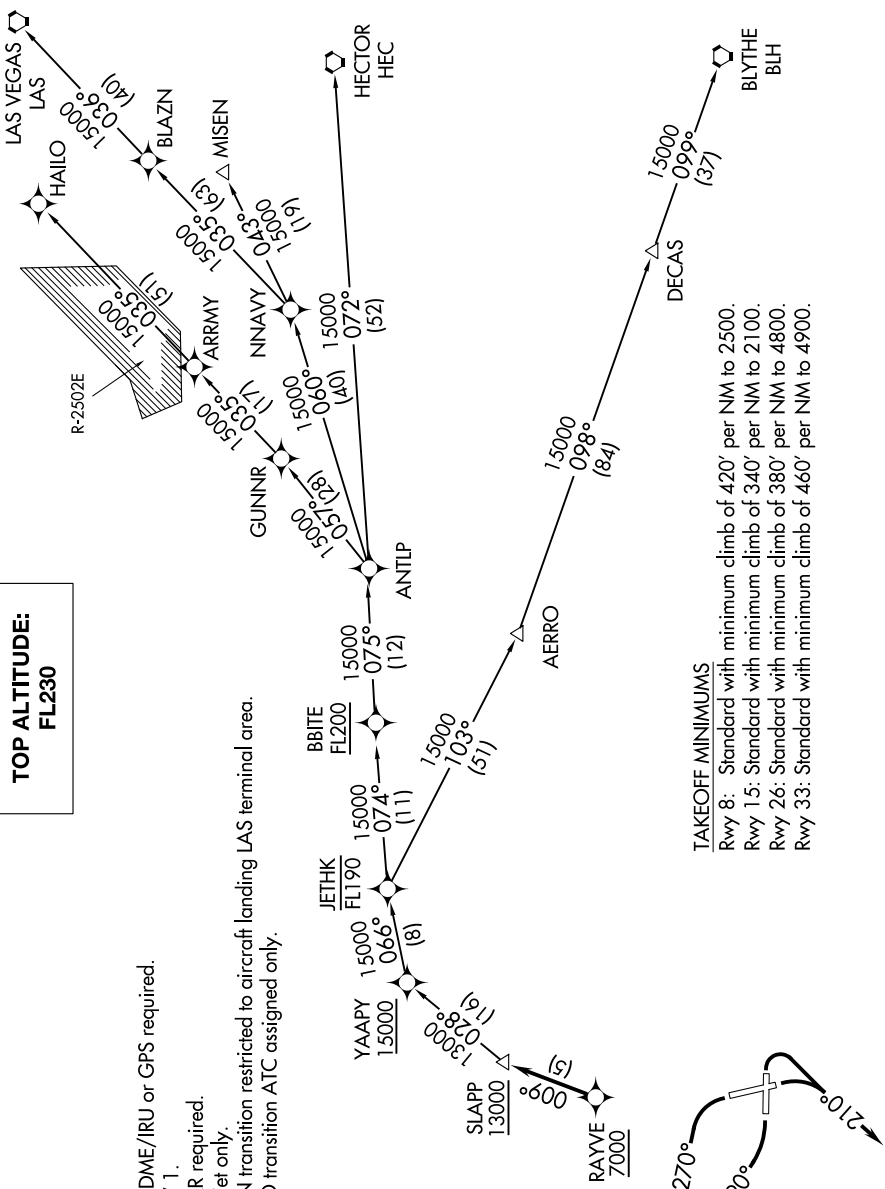 LAS VEGAS
LAS
15000
036°
(40)
BLAZN
HAILO
15000
035°
(51)
R-2502E
ARRMY
15000
035°
(17)
GUNNR
15000
057°
(28)
15000
035°
(63)
MISEN
043°
15000
(19)
NNAVY
15000
060°
(40)
HECTOR
HEC
15000
072°
(52)
ANTLP
15000
075°
(12)
BBITE
FL200
15000
074°
(11)
JETHK
FL190
15000
066°
(8)
YAAPY
15000
13000
028°
(16)
SLAPP
13000
009°
(5)
RAYVE
7000
15000
103°
(51)
AERRO
15000
098°
(84)
DECAS
15000
099°
(37)
BLYTHE
BLH
TOP ALTITUDE:
FL230
DME/IRU or GPS required.
1.
R required.
et only.
N transition restricted to aircraft landing LAS terminal area.
transition ATC assigned only.
TAKEOFF MINIMUMS
Rwy 8: Standard with minimum climb of 420' per NM to 2500.
Rwy 15: Standard with minimum climb of 340' per NM to 2100.
Rwy 26: Standard with minimum climb of 380' per NM to 4800.
Rwy 33: Standard with minimum climb of 460' per NM to 4900.
270°
210°